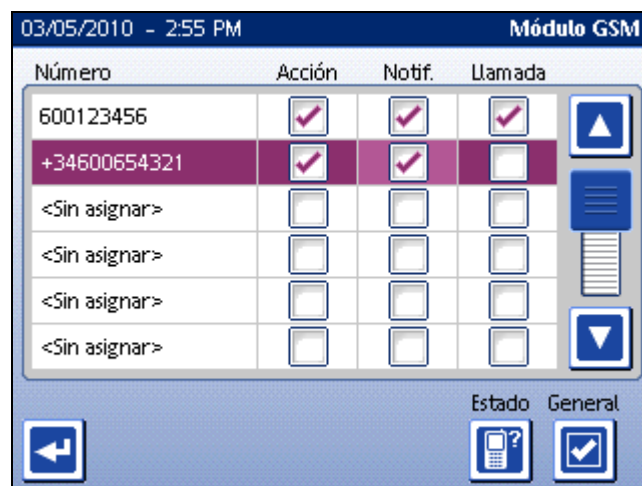 03/05/2010 - 2:55 PM Módulo GSM
Número Acción Notif. Llamada
600123456
+34600654321
<Sin asignar>
<Sin asignar>
<Sin asignar>
<Sin asignar>
Estado General
?